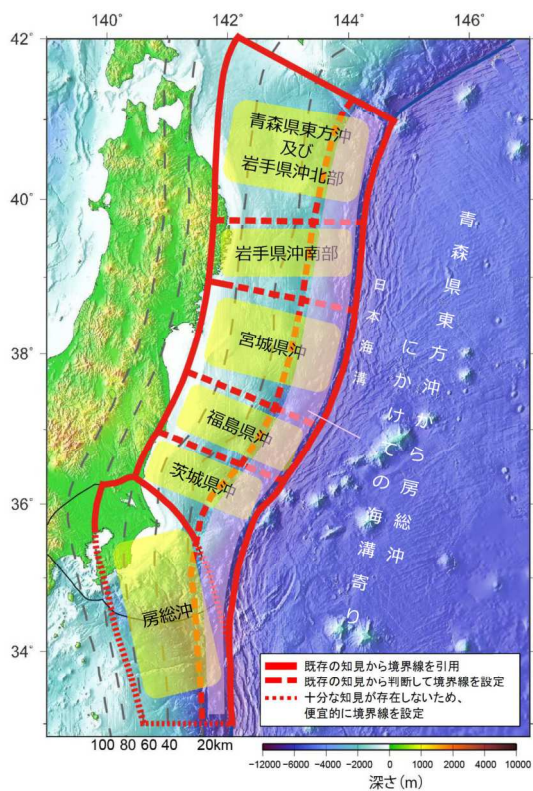 140°
142°
144°
146°
42°
40°
38°
36°
34°
青森県東方沖
及び
岩手県沖北部
岩手県沖南部
宮城県沖
福島県沖
茨城県沖
房総沖
日本海溝
青森県東方沖から房総沖
にかけての海溝寄り
既存の知見から境界線を引用
既存の知見から判断して境界線を設定
十分な知見が存在しないため、
便宜的に境界線を設定
100 80 60 40 20km
-12000 -8000 -6000 -4000 -2000 0 2000 4000 6000 8000 10000
深さ(m)